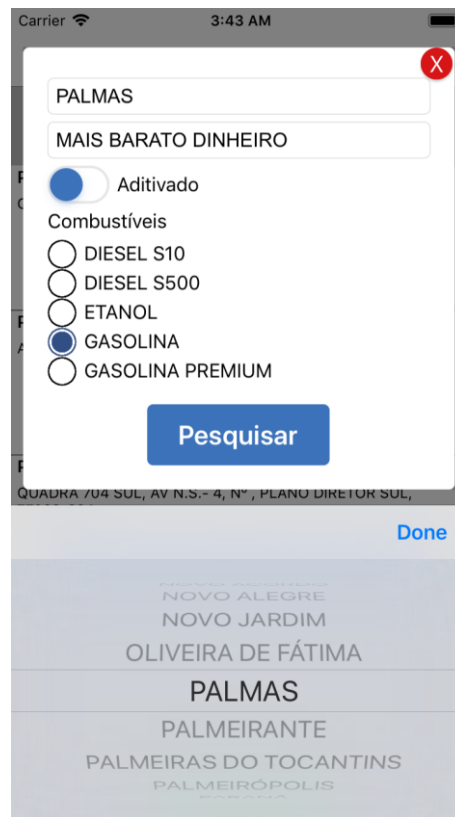 Carrier
3:43 AM
X
PALMAS
MAIS BARATO DINHEIRO
Aditivado
Combustíveis
DIESEL S10
DIESEL S500
ETANOL
GASOLINA
GASOLINA PREMIUM
Pesquisar
QUADRA 704 SUL, AV N.S.- 4, Nº , PLANO DIRETOR SUL,
Done
NOVO ACORDO
NOVO ALEGRE
NOVO JARDIM
OLIVEIRA DE FÁTIMA
PALMAS
PALMEIRANTE
PALMEIRAS DO TOCANTINS
PALMEIRÓPOLIS